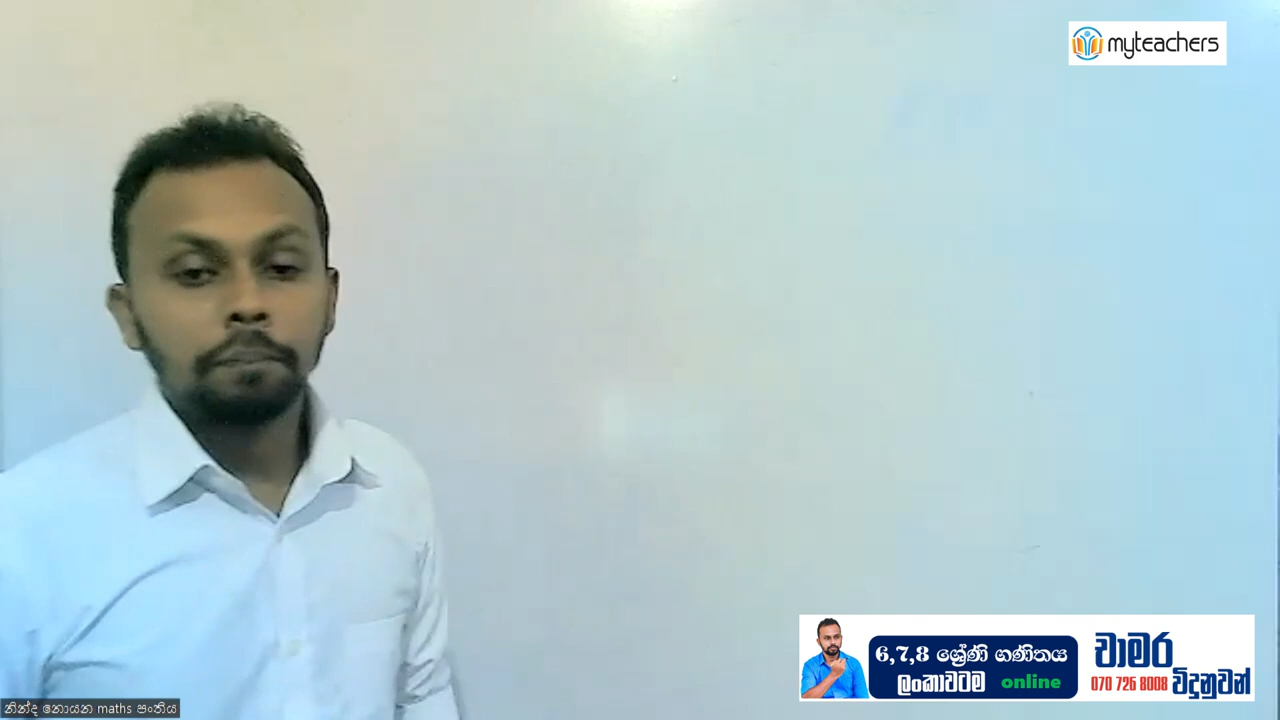 myteachers
6,7,8 ශ්‍රේණි ගණිතය
ලංකාවටම online
චාමර
070 726 8008 විදුනුවන්
නින්ද නොයන maths පංතිය